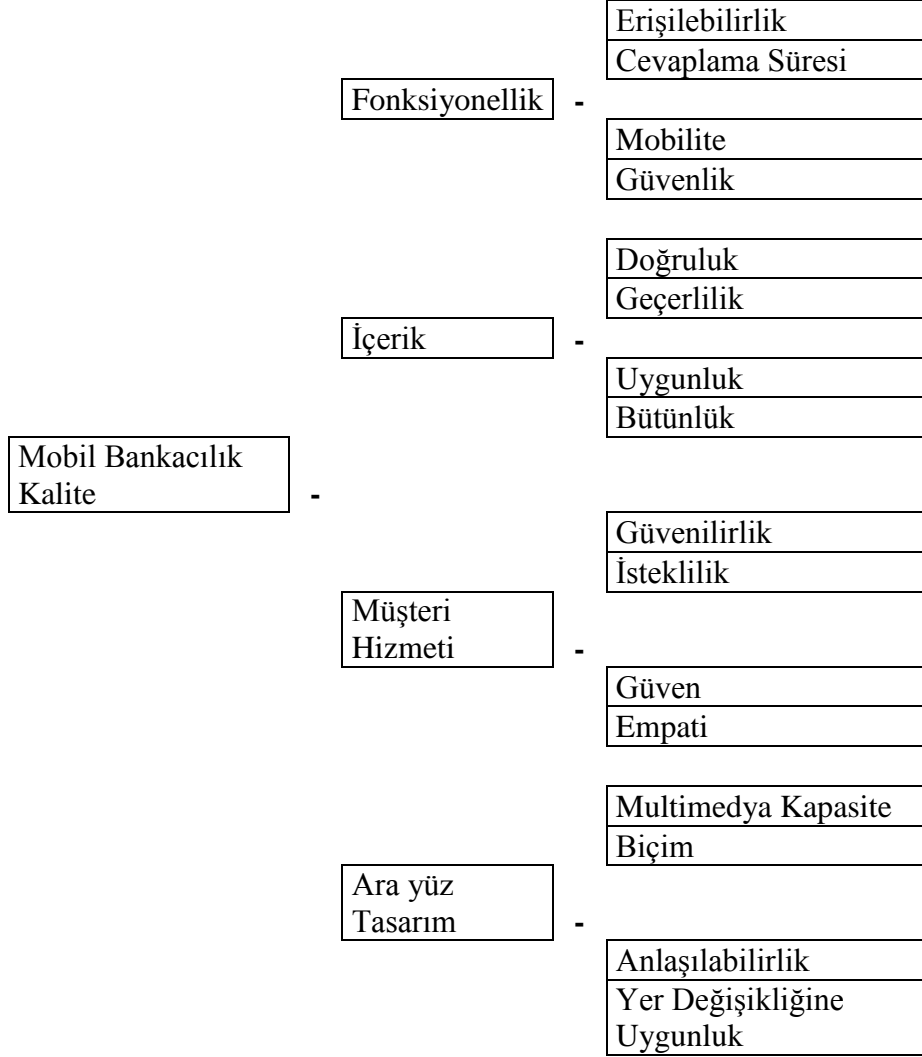 Erişilebilirlik
Cevaplama Süresi
Fonksiyonellik -
Mobilite
Güvenlik
Doğruluk
Geçerlilik
İçerik -
Uygunluk
Bütünlük
Mobil Bankacılık
Kalite -
Güvenilirlik
İsteklilik
Müşteri
Hizmeti -
Güven
Empati
Multimedya Kapasite
Biçim
Ara yüz
Tasarım -
Anlaşılabilirlik
Yer Değişikliğine
Uygunluk